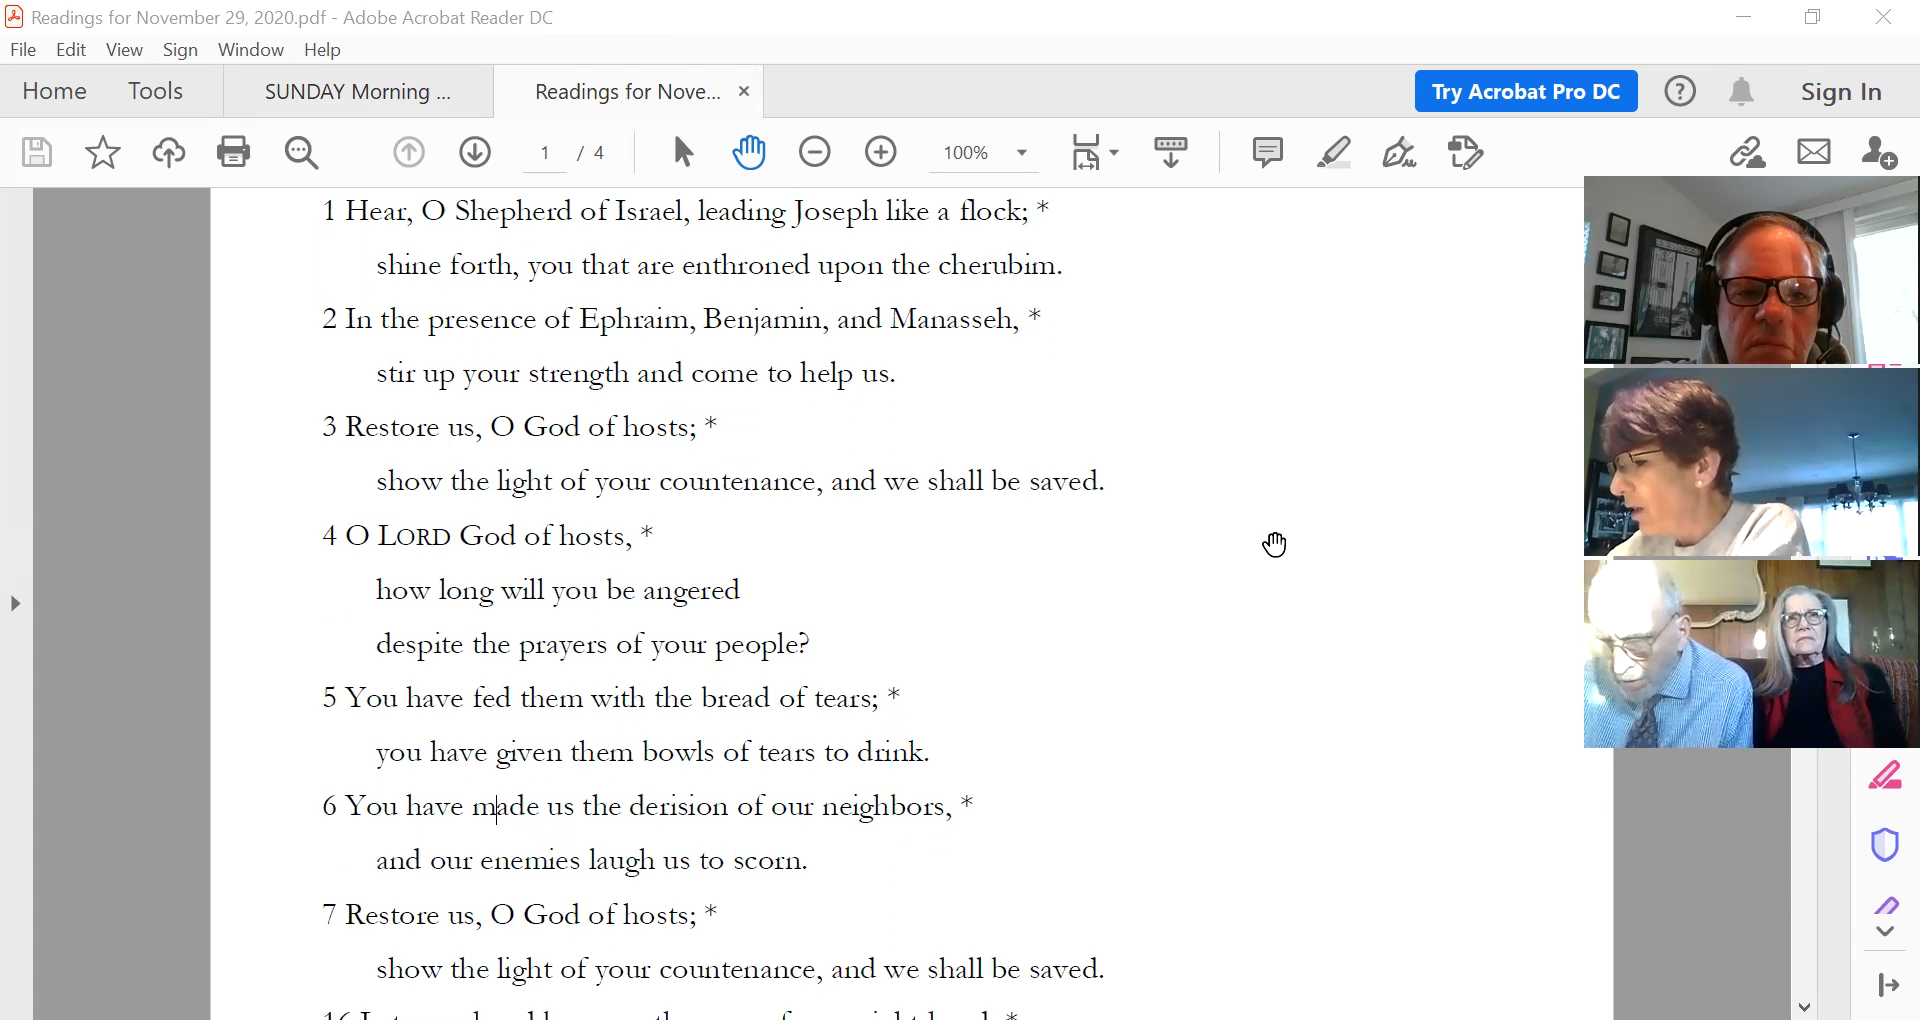 Readings for November 29, 2020.pdf - Adobe Acrobat Reader DC
File Edit View Sign Window Help
Home Tools SUNDAY Morning ... Readings for Nove... × Try Acrobat Pro DC ? Sign In
1 / 4 100%
1 Hear, O Shepherd of Israel, leading Joseph like a flock; *
shine forth, you that are enthroned upon the cherubim.
2 In the presence of Ephraim, Benjamin, and Manasseh, *
stir up your strength and come to help us.
3 Restore us, O God of hosts; *
show the light of your countenance, and we shall be saved.
4 O LORD God of hosts, *
how long will you be angered
despite the prayers of your people?
5 You have fed them with the bread of tears; *
you have given them bowls of tears to drink.
6 You have made us the derision of our neighbors, *
and our enemies laugh us to scorn.
7 Restore us, O God of hosts; *
show the light of your countenance, and we shall be saved.